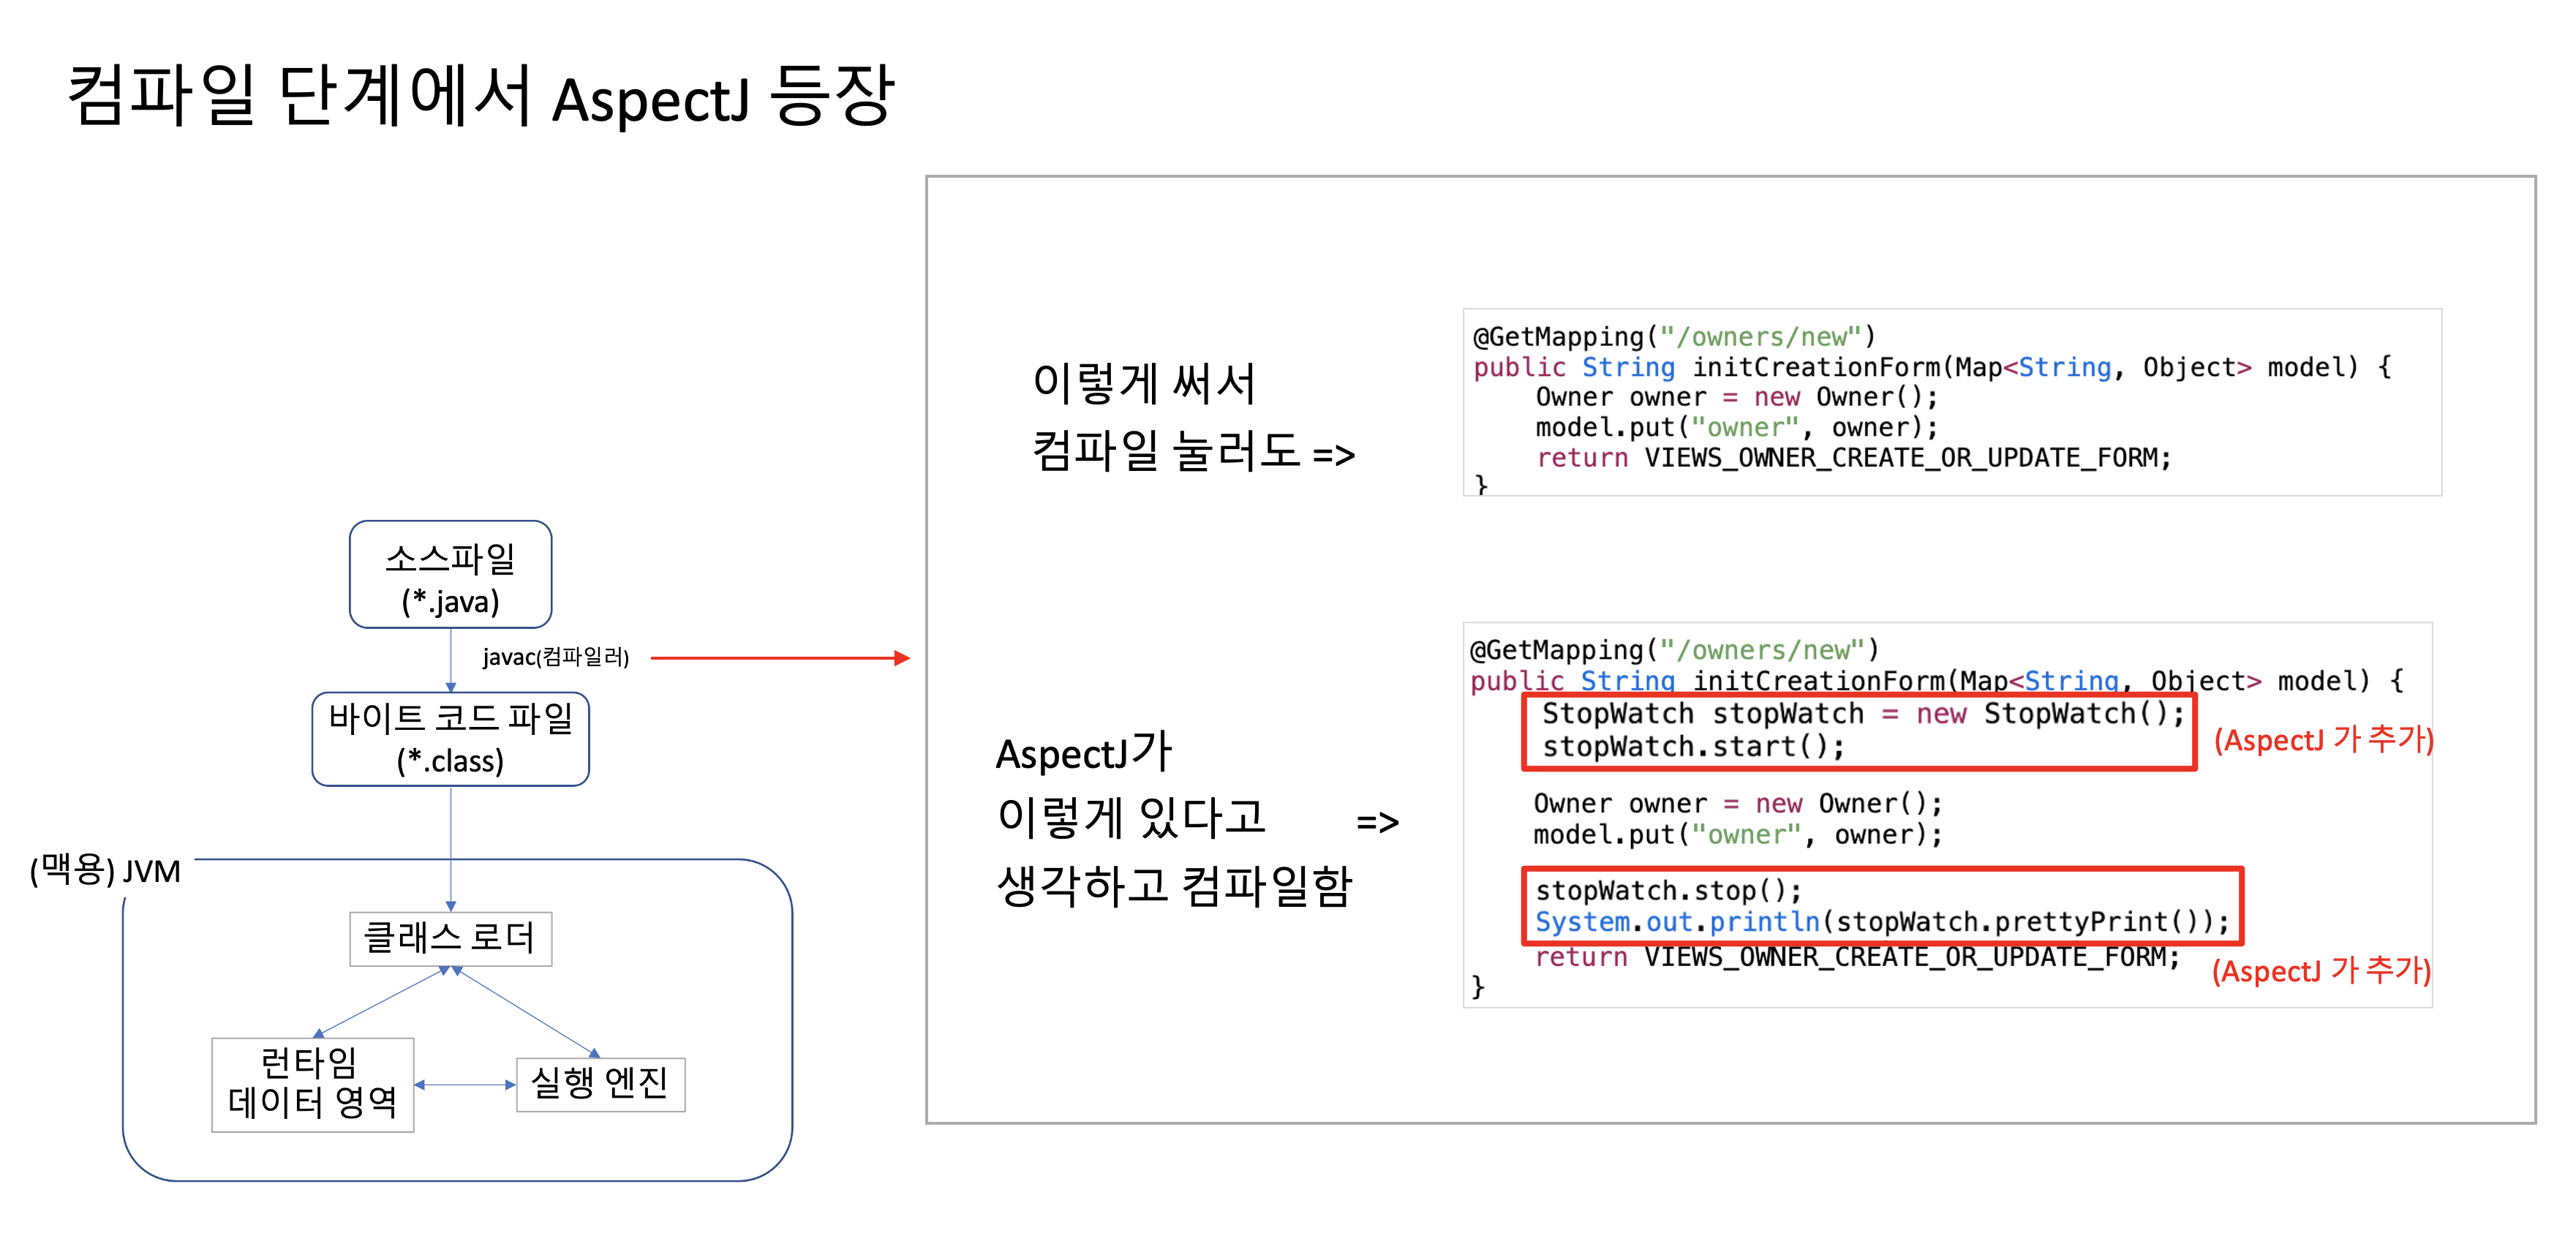 컴파일 단계에서 AspectJ 등장
소스파일
(*.java)
javac(컴파일러)
바이트 코드 파일
(*.class)
(맥용) JVM
클래스 로더
런타임
데이터 영역
실행 엔진
이렇게 써서
컴파일 눌러도 =>
@GetMapping("/owners/new")
public String initCreationForm(Map<String, Object> model) {
    Owner owner = new Owner();
    model.put("owner", owner);
    return VIEWS_OWNER_CREATE_OR_UPDATE_FORM;
}
AspectJ가
이렇게 있다고 =>
생각하고 컴파일함
@GetMapping("/owners/new")
public String initCreationForm(Map<String, Object> model) {
    StopWatch stopWatch = new StopWatch();
    stopWatch.start();
(AspectJ 가 추가)
    Owner owner = new Owner();
    model.put("owner", owner);
    stopWatch.stop();
    System.out.println(stopWatch.prettyPrint());
    return VIEWS_OWNER_CREATE_OR_UPDATE_FORM;
(AspectJ 가 추가)
}